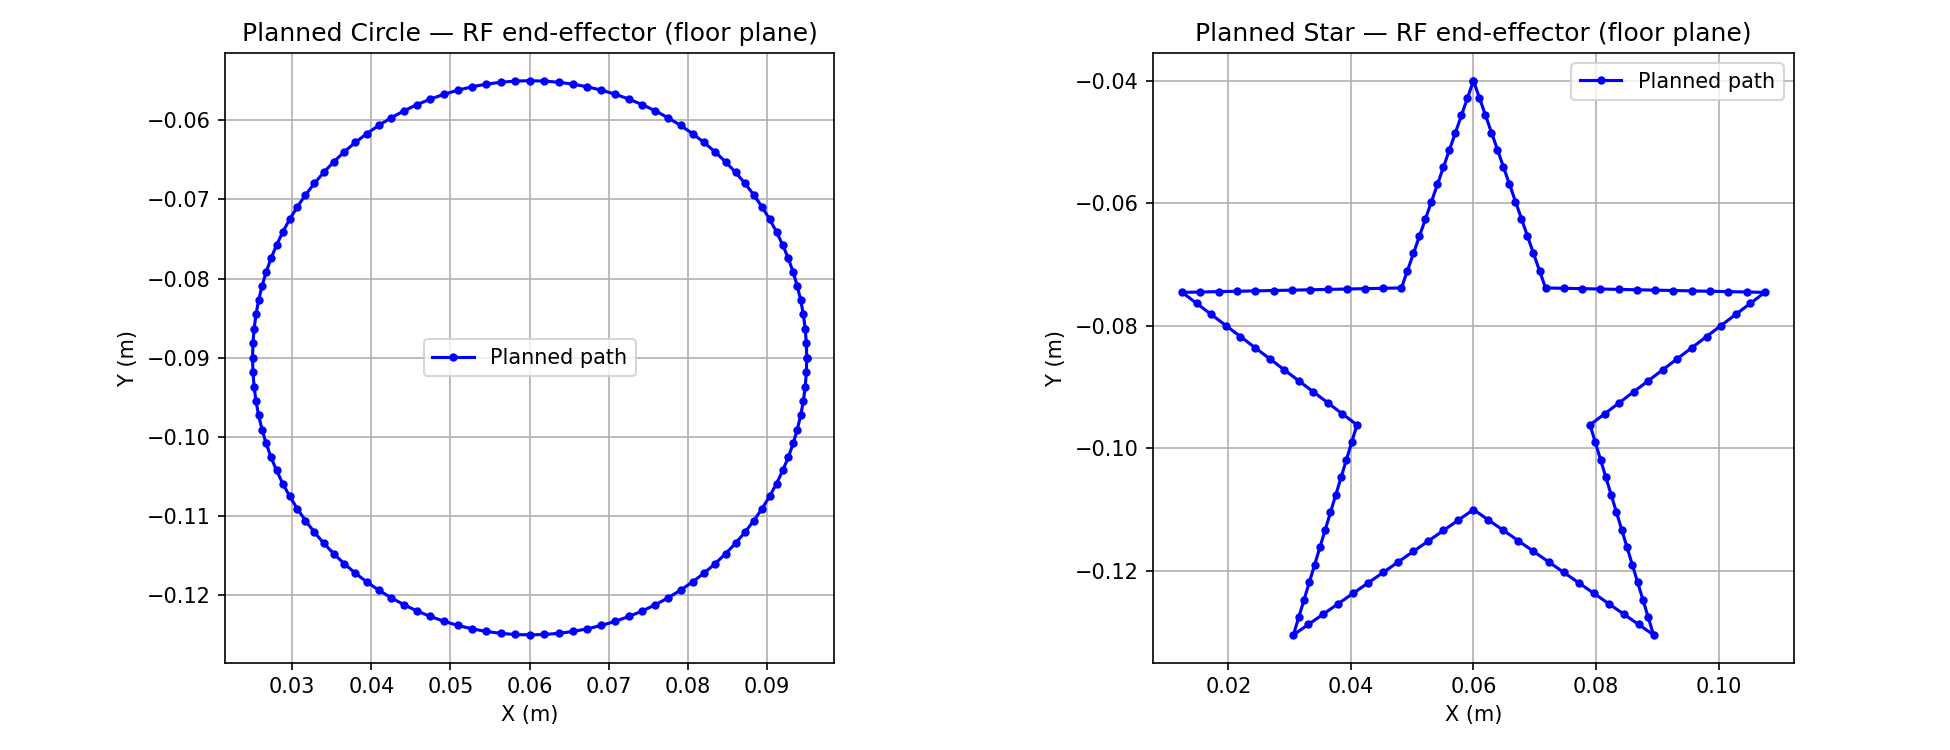 Planned Circle — RF end-effector (floor plane)
−0.06
−0.07
−0.08
−0.09
−0.10
−0.11
−0.12
Y (m)
Planned path
0.03 0.04 0.05 0.06 0.07 0.08 0.09
X (m)
Planned Star — RF end-effector (floor plane)
Planned path
−0.04
−0.06
−0.08
−0.10
−0.12
Y (m)
0.02 0.04 0.06 0.08 0.10
X (m)